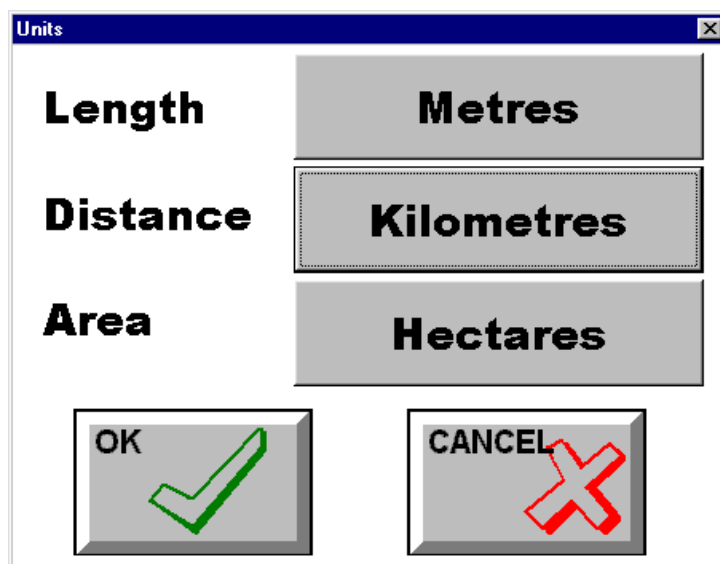 Units
Length Metres
Distance Kilometres
Area Hectares
OK CANCEL